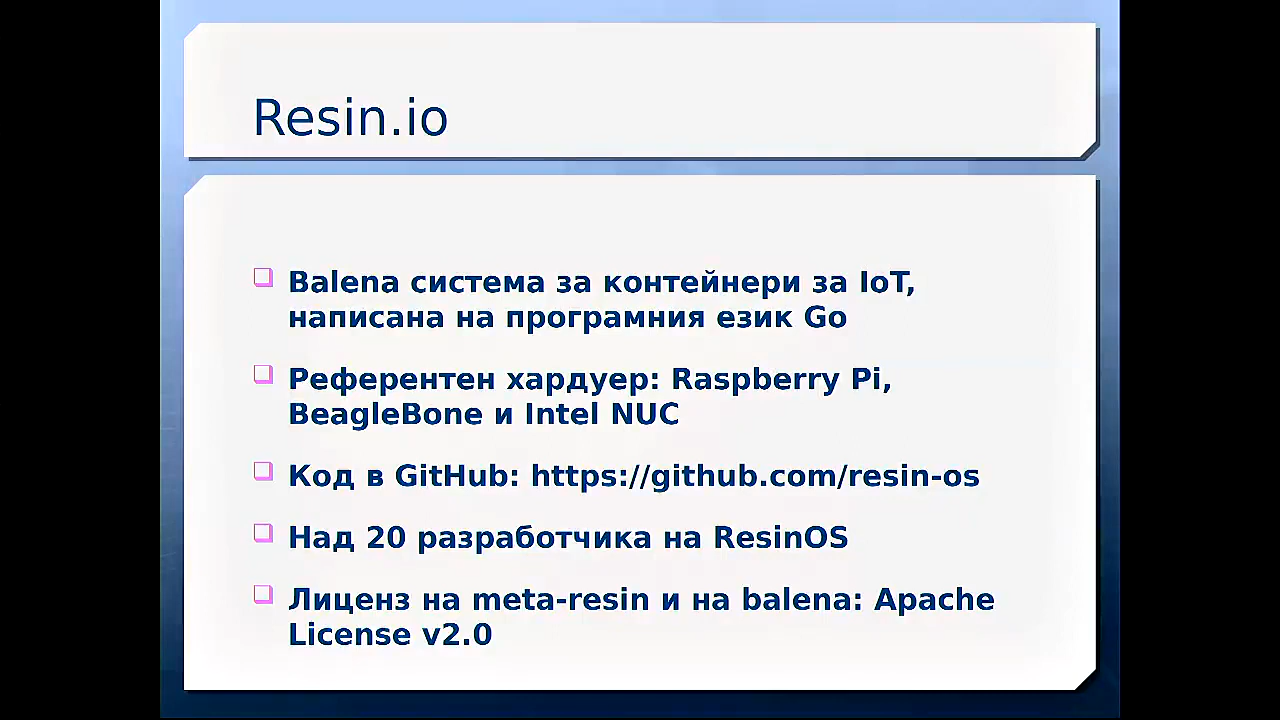 Resin.io
Balena система за контейнери за IoT,
написана на програмния език Go
Референтен хардуер: Raspberry Pi,
BeagleBone и Intel NUC
Код в GitHub: https://github.com/resin-os
Над 20 разработчика на ResinOS
Лиценз на meta-resin и на balena: Apache
License v2.0